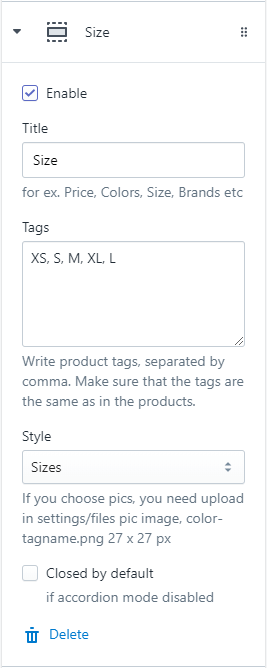 Size
Enable
Title
Size
for ex. Price, Colors, Size, Brands etc
Tags
XS, S, M, XL, L
Write product tags, separated by
comma. Make sure that the tags are
the same as in the products.
Style
Sizes
If you choose pics, you need upload
in settings/files pic image, color-
tagname.png 27 x 27 px
Closed by default
if accordion mode disabled
Delete